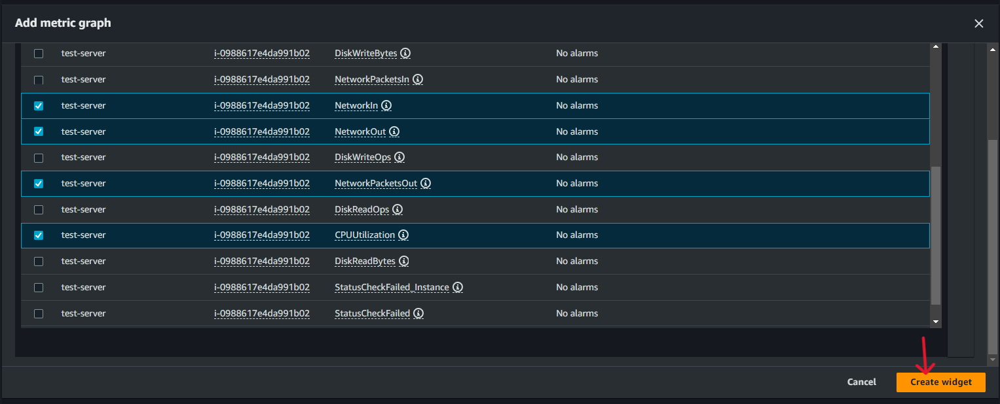 Add metric graph
test-server i-0988617e4da991b02 DiskWriteBytes No alarms
test-server i-0988617e4da991b02 NetworkPacketsIn No alarms
test-server i-0988617e4da991b02 NetworkIn No alarms
test-server i-0988617e4da991b02 NetworkOut No alarms
test-server i-0988617e4da991b02 DiskWriteOps No alarms
test-server i-0988617e4da991b02 NetworkPacketsOut No alarms
test-server i-0988617e4da991b02 DiskReadOps No alarms
test-server i-0988617e4da991b02 CPUUtilization No alarms
test-server i-0988617e4da991b02 DiskReadBytes No alarms
test-server i-0988617e4da991b02 StatusCheckFailed_Instance No alarms
test-server i-0988617e4da991b02 StatusCheckFailed No alarms
Cancel Create widget